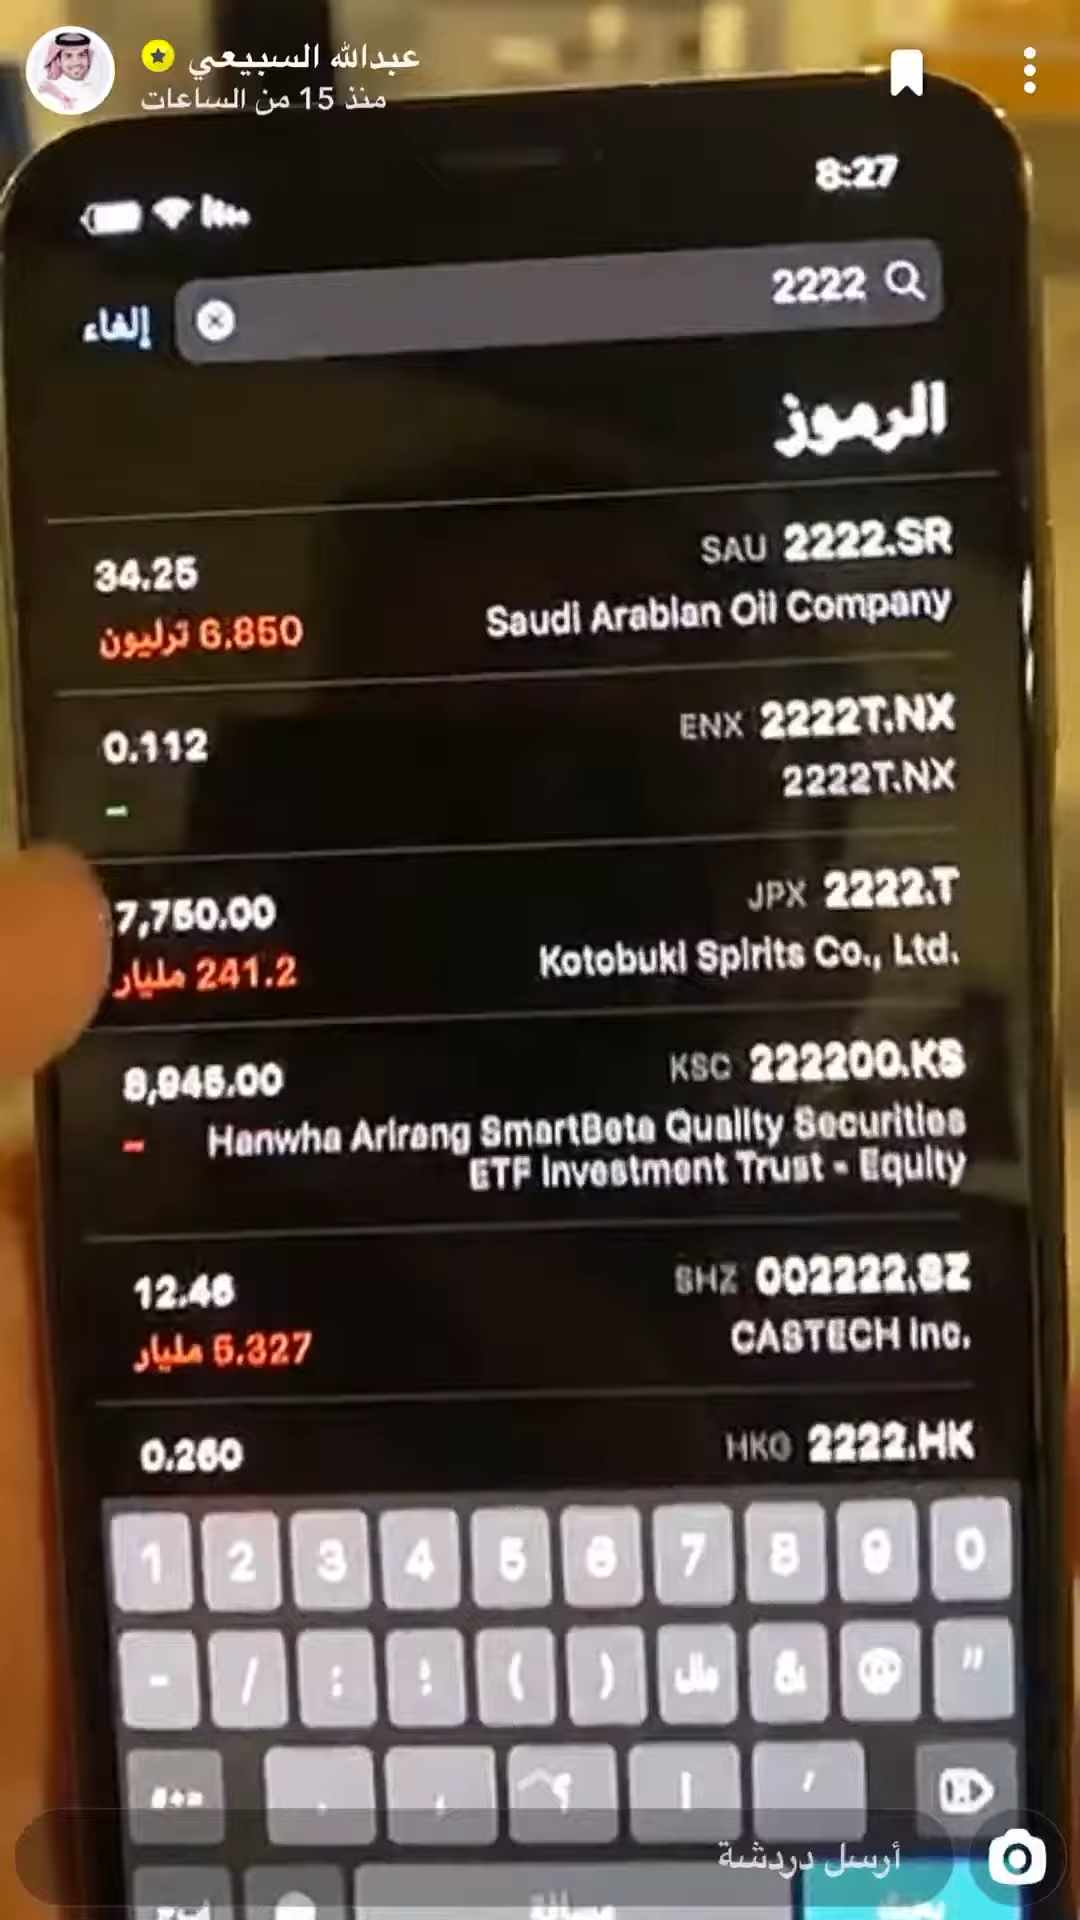 عبدالله السبيعي
منذ 15 من الساعات
8:27
2222
إلغاء
الرموز
2222.SR SAU
34.25
Saudi Arabian Oil Company
6.850 ترليون
2222T.NX ENX
0.112
2222T.NX
2222.T JPX
7,750.00
Kotobuki Spirits Co., Ltd.
241.2 مليار
222200.KS KSC
8,945.00
Hanwha Arirang SmartBeta Quality Securities
ETF Investment Trust - Equity
002222.SZ SHZ
12.46
CASTECH Inc.
5.327 مليار
2222.HK HKG
0.260
1 2 3 4 5 6 7 8 9 0
- / : ؛ ( ) ﷼ & @ "
#+= . ، ؟ ! '
أرسل دردشة
مسافة
بحث